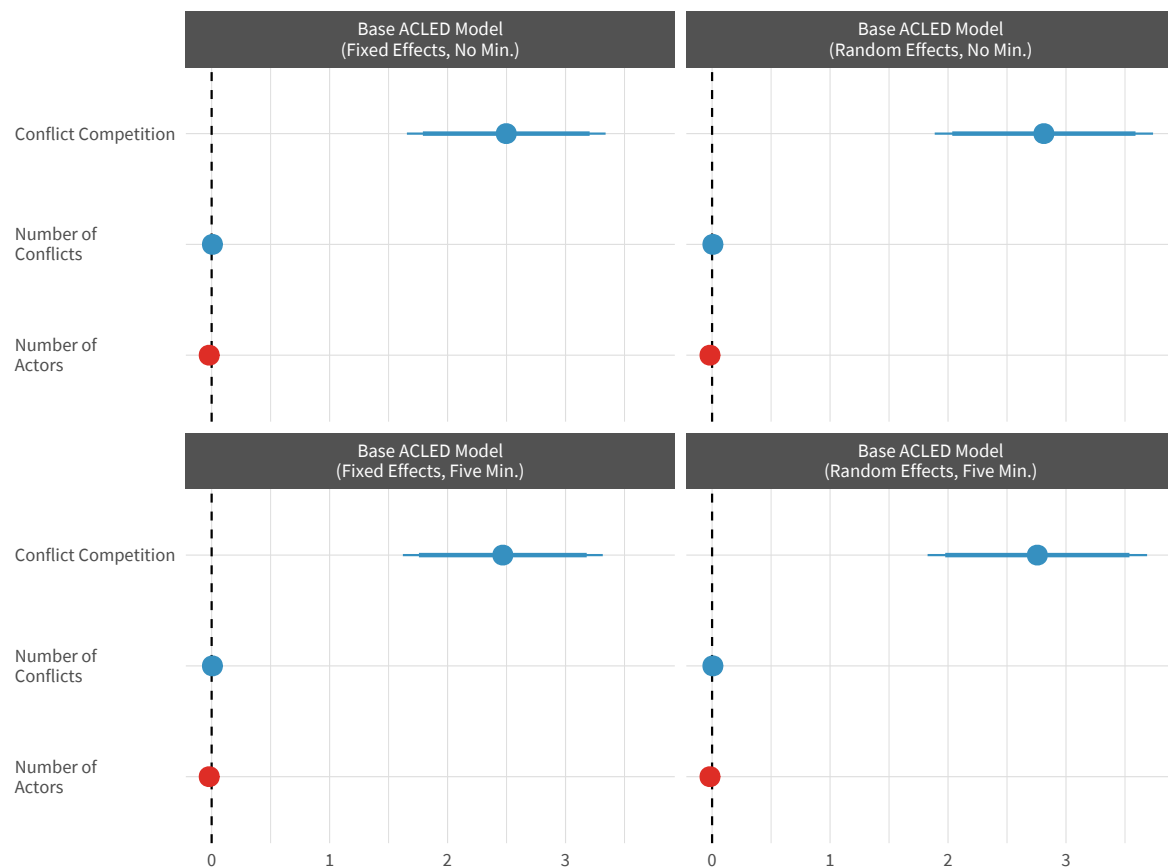 Base ACLED Model
(Fixed Effects, No Min.)
Base ACLED Model
(Random Effects, No Min.)
Conflict Competition
Number of
Conflicts
Number of
Actors
Base ACLED Model
(Fixed Effects, Five Min.)
Base ACLED Model
(Random Effects, Five Min.)
Conflict Competition
Number of
Conflicts
Number of
Actors
0 1 2 3 0 1 2 3